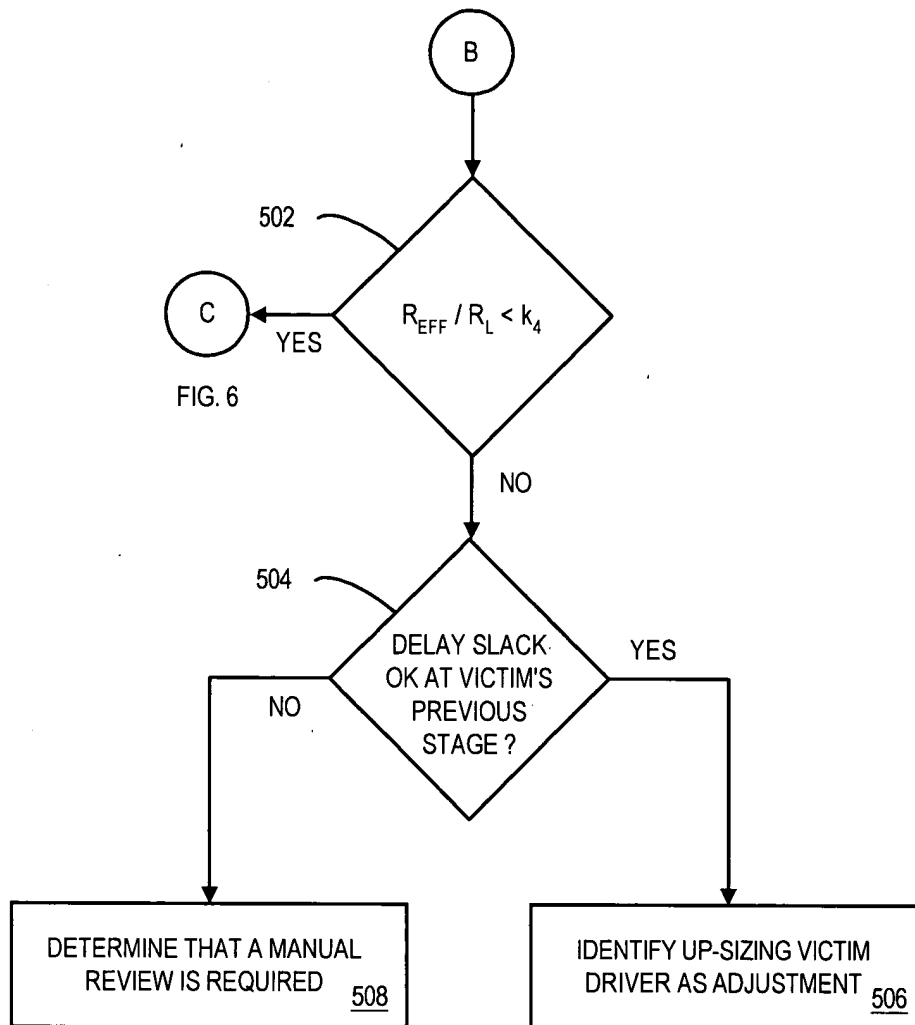 B
502
R_EFF / R_L < k_4
C
YES
FIG. 6
NO
504
DELAY SLACK
OK AT VICTIM'S
PREVIOUS
STAGE ?
YES
NO
DETERMINE THAT A MANUAL
REVIEW IS REQUIRED
508
IDENTIFY UP-SIZING VICTIM
DRIVER AS ADJUSTMENT
506